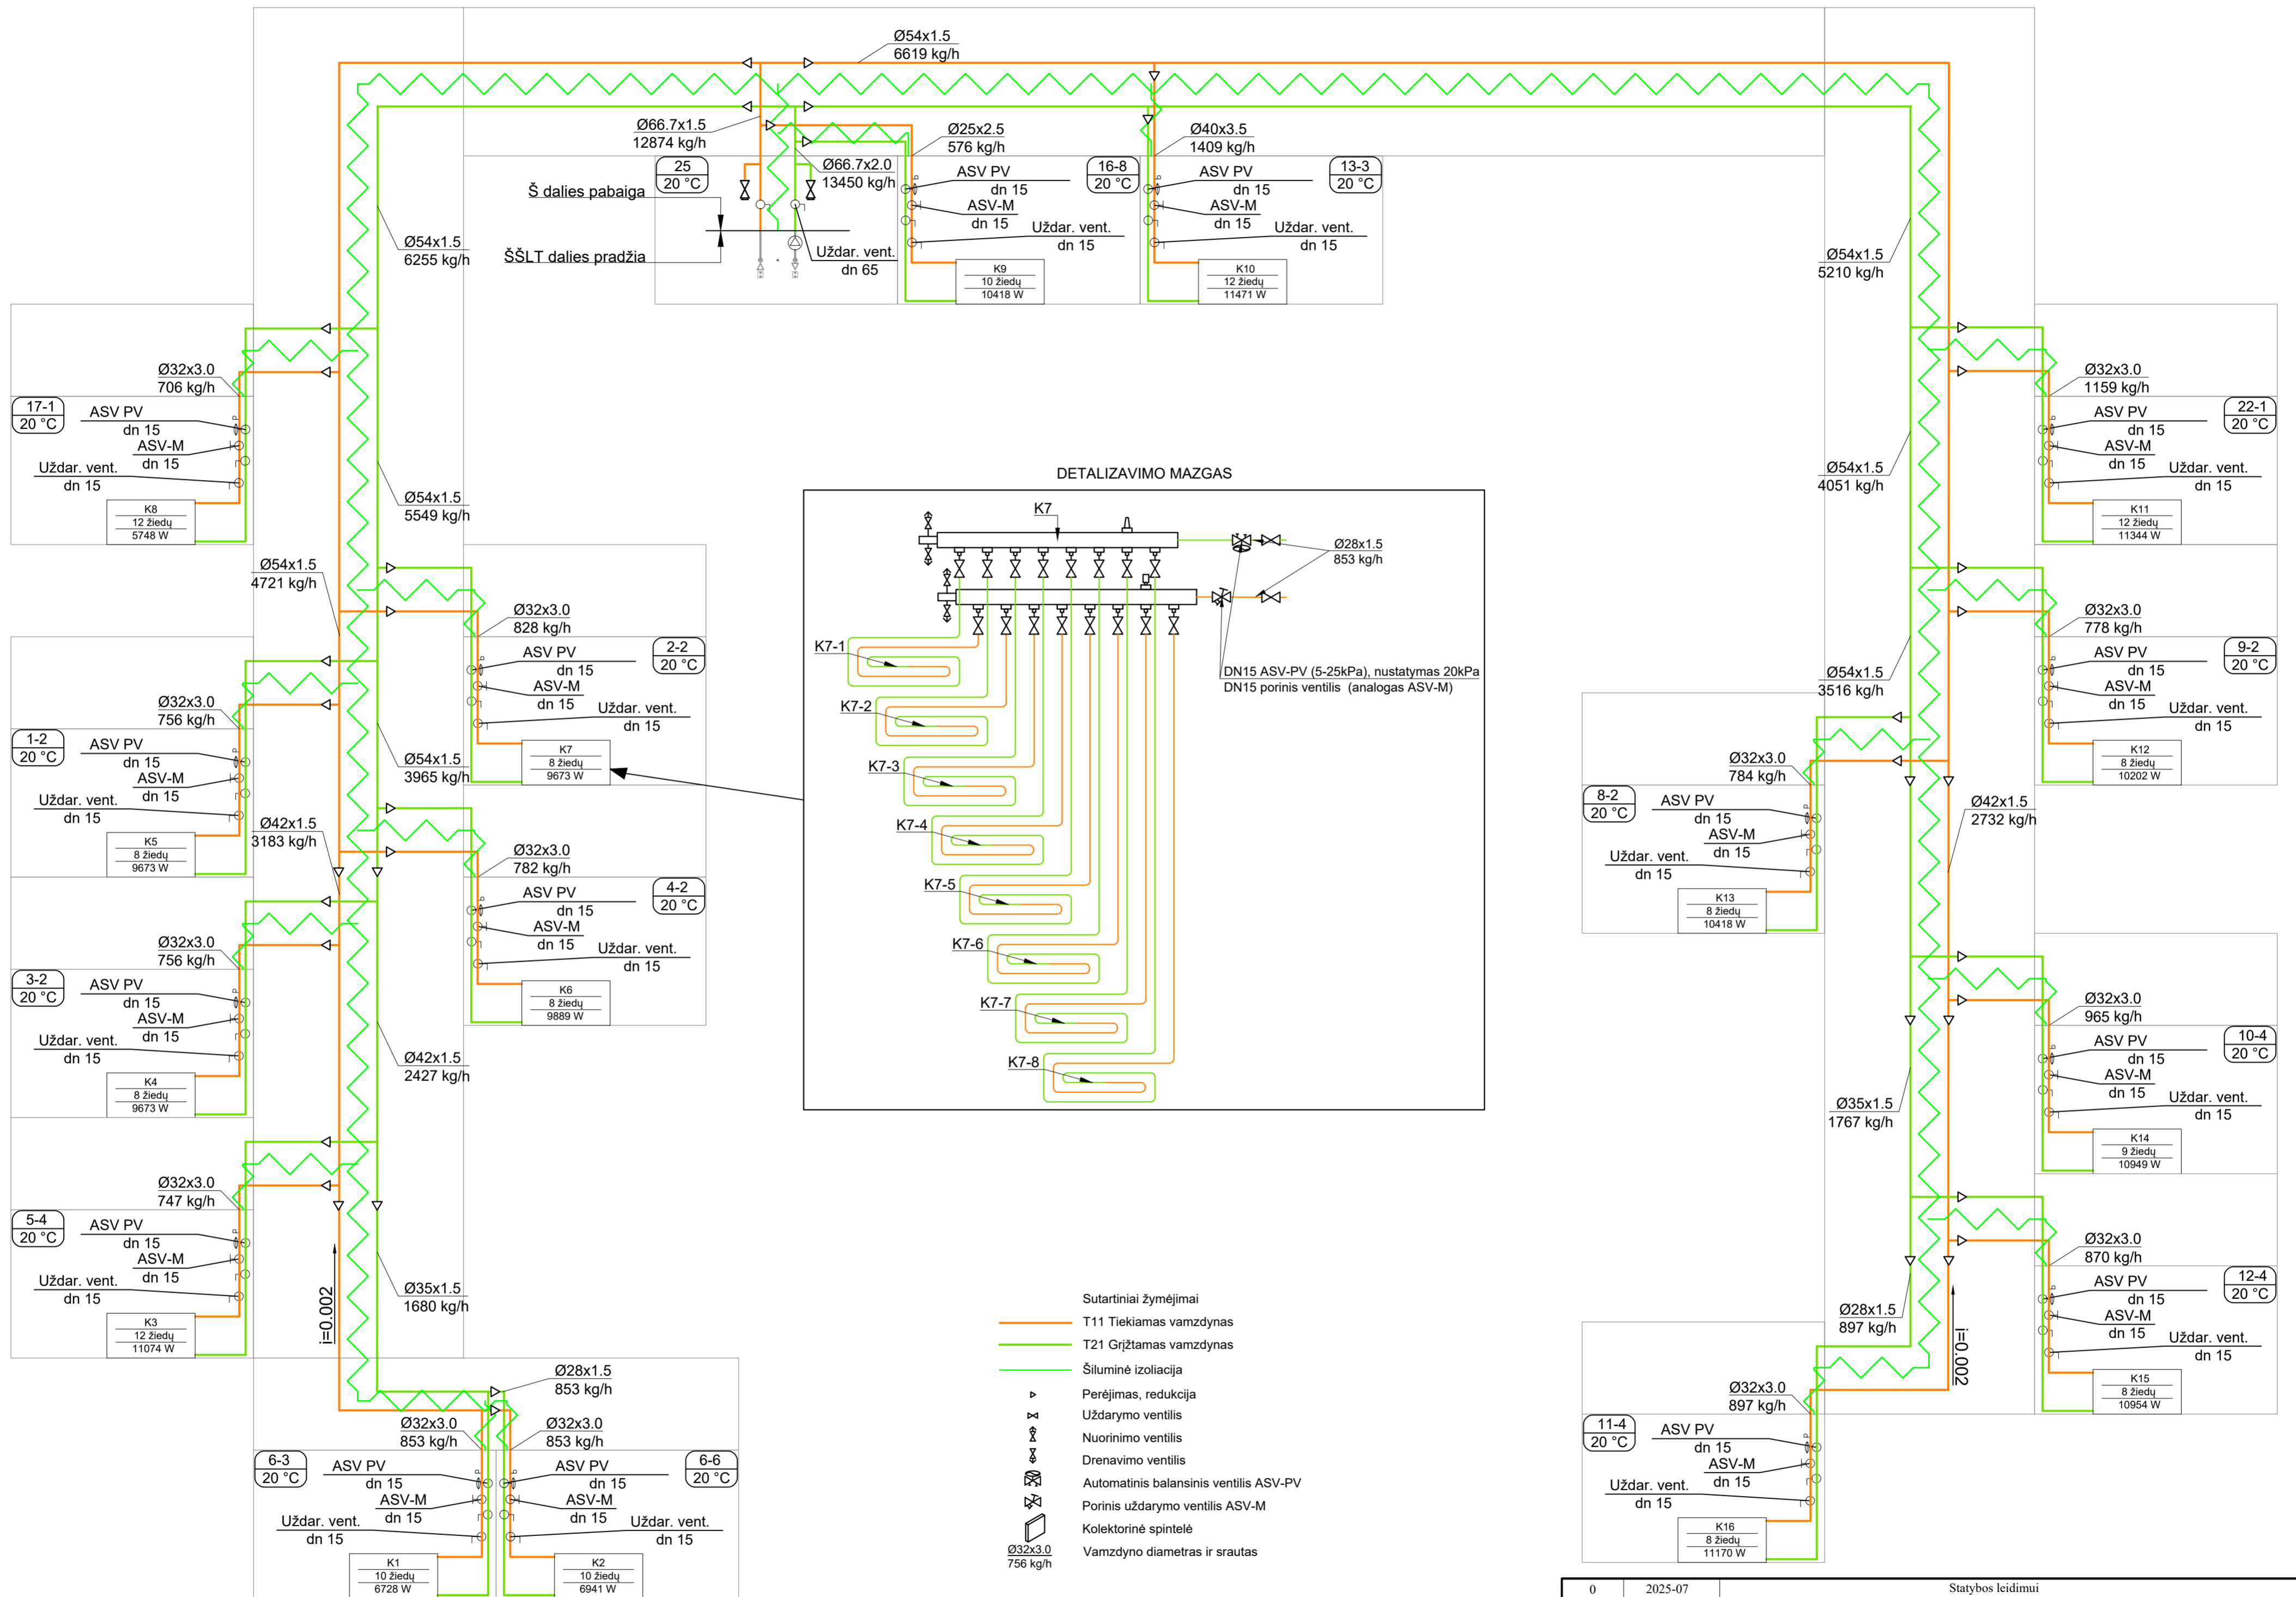 Ø54x1.5
6619 kg/h
Ø66.7x1.5
12874 kg/h
Ø25x2.5
576 kg/h
Ø40x3.5
1409 kg/h
Ø66.7x2.0
13450 kg/h
25
20 °C
Š dalies pabaiga
ŠŠLT dalies pradžia
Uždar. vent.
dn 65
ASV PV
dn 15
ASV-M
dn 15
Uždar. vent.
dn 15
16-8
20 °C
K9
10 žiedų
10418 W
ASV PV
dn 15
ASV-M
dn 15
Uždar. vent.
dn 15
13-3
20 °C
K10
12 žiedų
11471 W
Ø54x1.5
6255 kg/h
Ø54x1.5
5210 kg/h
Ø32x3.0
706 kg/h
17-1
20 °C
ASV PV
dn 15
ASV-M
dn 15
Uždar. vent.
dn 15
K8
12 žiedų
5748 W
Ø54x1.5
5549 kg/h
Ø54x1.5
4721 kg/h
Ø32x3.0
828 kg/h
2-2
20 °C
ASV PV
dn 15
ASV-M
dn 15
Uždar. vent.
dn 15
K7
8 žiedų
9673 W
Ø32x3.0
756 kg/h
1-2
20 °C
ASV PV
dn 15
ASV-M
dn 15
Uždar. vent.
dn 15
K5
8 žiedų
9673 W
Ø54x1.5
3965 kg/h
Ø42x1.5
3183 kg/h
Ø32x3.0
782 kg/h
4-2
20 °C
ASV PV
dn 15
ASV-M
dn 15
Uždar. vent.
dn 15
K6
8 žiedų
9889 W
Ø32x3.0
756 kg/h
3-2
20 °C
ASV PV
dn 15
ASV-M
dn 15
Uždar. vent.
dn 15
K4
8 žiedų
9673 W
Ø42x1.5
2427 kg/h
Ø32x3.0
747 kg/h
5-4
20 °C
ASV PV
dn 15
ASV-M
dn 15
Uždar. vent.
dn 15
K3
12 žiedų
11074 W
i=0.002
Ø35x1.5
1680 kg/h
Ø28x1.5
853 kg/h
Ø32x3.0
853 kg/h
Ø32x3.0
853 kg/h
6-3
20 °C
ASV PV
dn 15
ASV-M
dn 15
Uždar. vent.
dn 15
K1
10 žiedų
6728 W
6-6
20 °C
ASV PV
dn 15
ASV-M
dn 15
Uždar. vent.
dn 15
K2
10 žiedų
6941 W
DETALIZAVIMO MAZGAS
K7
Ø28x1.5
853 kg/h
DN15 ASV-PV (5-25kPa), nustatymas 20kPa
DN15 porinis ventilis (analogas ASV-M)
K7-1
K7-2
K7-3
K7-4
K7-5
K7-6
K7-7
K7-8
Sutartiniai žymėjimai
T11 Tiekiamas vamzdynas
T21 Grįžtamas vamzdynas
Šiluminė izoliacija
Perėjimas, redukcija
Uždarymo ventilis
Nuorinimo ventilis
Drenavimo ventilis
Automatinis balansinis ventilis ASV-PV
Porinis uždarymo ventilis ASV-M
Kolektorinė spintelė
Ø32x3.0
756 kg/h
Vamzdyno diametras ir srautas
Ø32x3.0
1159 kg/h
22-1
20 °C
ASV PV
dn 15
ASV-M
dn 15
Uždar. vent.
dn 15
K11
12 žiedų
11344 W
Ø54x1.5
4051 kg/h
Ø32x3.0
778 kg/h
9-2
20 °C
ASV PV
dn 15
ASV-M
dn 15
Uždar. vent.
dn 15
K12
8 žiedų
10202 W
Ø54x1.5
3516 kg/h
Ø32x3.0
784 kg/h
8-2
20 °C
ASV PV
dn 15
ASV-M
dn 15
Uždar. vent.
dn 15
K13
8 žiedų
10418 W
Ø42x1.5
2732 kg/h
Ø32x3.0
965 kg/h
10-4
20 °C
ASV PV
dn 15
ASV-M
dn 15
Uždar. vent.
dn 15
K14
9 žiedų
10949 W
Ø35x1.5
1767 kg/h
Ø32x3.0
870 kg/h
12-4
20 °C
ASV PV
dn 15
ASV-M
dn 15
Uždar. vent.
dn 15
K15
8 žiedų
10954 W
Ø28x1.5
897 kg/h
i=0.002
Ø32x3.0
897 kg/h
11-4
20 °C
ASV PV
dn 15
ASV-M
dn 15
Uždar. vent.
dn 15
K16
8 žiedų
11170 W
0
2025-07
Statybos leidimui